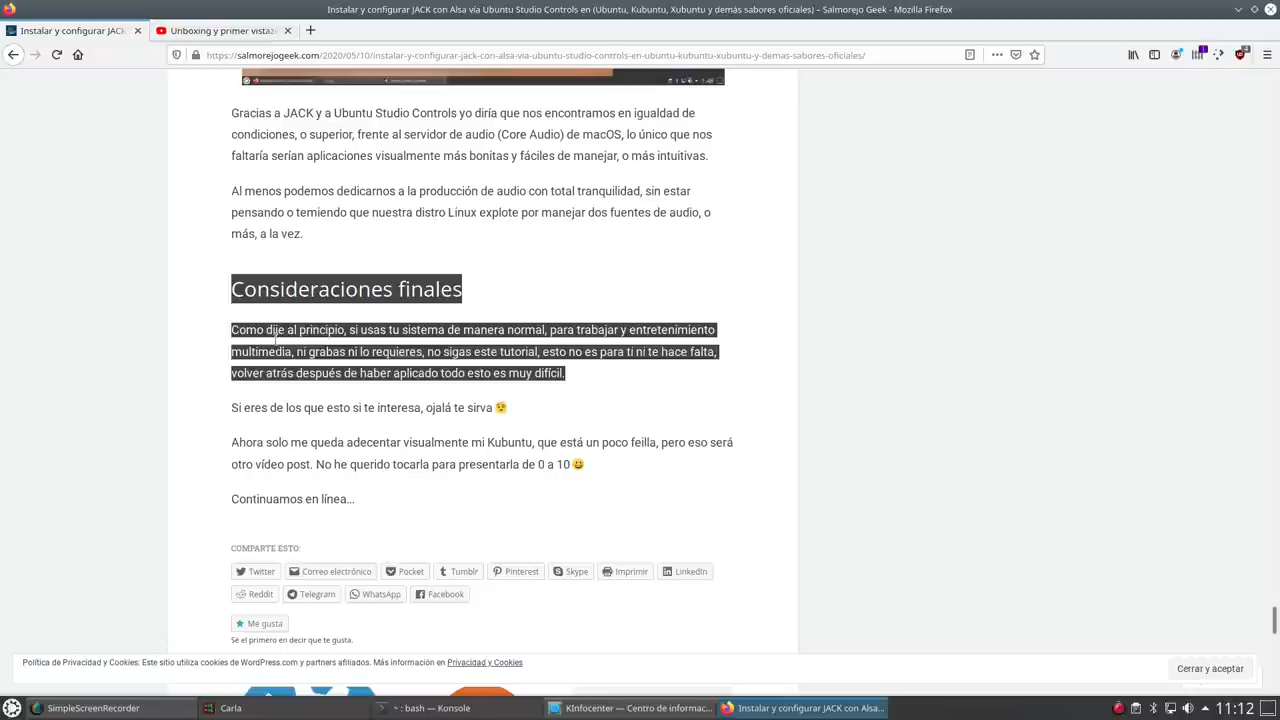 Instalar y configurar JACK con Alsa vía Ubuntu Studio Controls en (Ubuntu, Kubuntu, Xubuntu y demás sabores oficiales) – Salmorejo Geek - Mozilla Firefox
Instalar y configurar JACK
Unboxing y primer vistazo
https://salmorejogeek.com/2020/05/10/instalar-y-configurar-jack-con-alsa-via-ubuntu-studio-controls-en-ubuntu-kubuntu-xubuntu-y-demas-sabores-oficiales/
Gracias a JACK y a Ubuntu Studio Controls yo diría que nos encontramos en igualdad de
condiciones, o superior, frente al servidor de audio (Core Audio) de macOS, lo único que nos
faltaría serían aplicaciones visualmente más bonitas y fáciles de manejar, o más intuitivas.
Al menos podemos dedicarnos a la producción de audio con total tranquilidad, sin estar
pensando o temiendo que nuestra distro Linux explote por manejar dos fuentes de audio, o
más, a la vez.
Consideraciones finales
Como dije al principio, si usas tu sistema de manera normal, para trabajar y entretenimiento
multimedia, ni grabas ni lo requieres, no sigas este tutorial, esto no es para ti ni te hace falta,
volver atrás después de haber aplicado todo esto es muy difícil.
Si eres de los que esto si te interesa, ojalá te sirva
Ahora solo me queda adecentar visualmente mi Kubuntu, que está un poco feilla, pero eso será
otro vídeo post. No he querido tocarla para presentarla de 0 a 10
Continuamos en línea…
COMPARTE ESTO:
Twitter Correo electrónico Pocket Tumblr Pinterest Skype Imprimir LinkedIn
Reddit Telegram WhatsApp Facebook
Me gusta
Sé el primero en decir que te gusta.
Política de Privacidad y Cookies: Este sitio utiliza cookies de WordPress.com y partners afiliados. Más información en Privacidad y Cookies
Cerrar y aceptar
SimpleScreenRecorder Carla ~ : bash — Konsole KInfocenter — Centro de informac... Instalar y configurar JACK con Alsa... 11:12